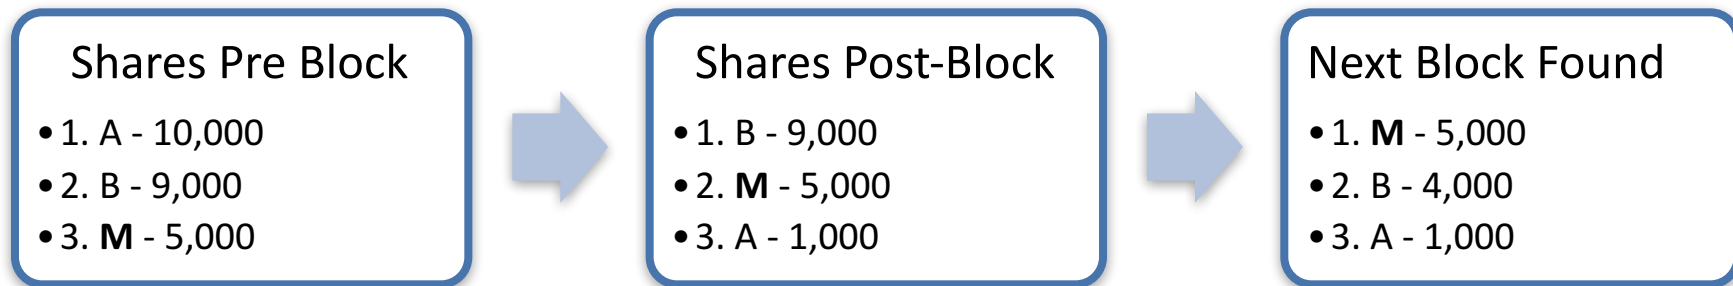 Shares Pre Block
• 1. A - 10,000
• 2. B - 9,000
• 3. M - 5,000
Shares Post-Block
• 1. B - 9,000
• 2. M - 5,000
• 3. A - 1,000
Next Block Found
• 1. M - 5,000
• 2. B - 4,000
• 3. A - 1,000